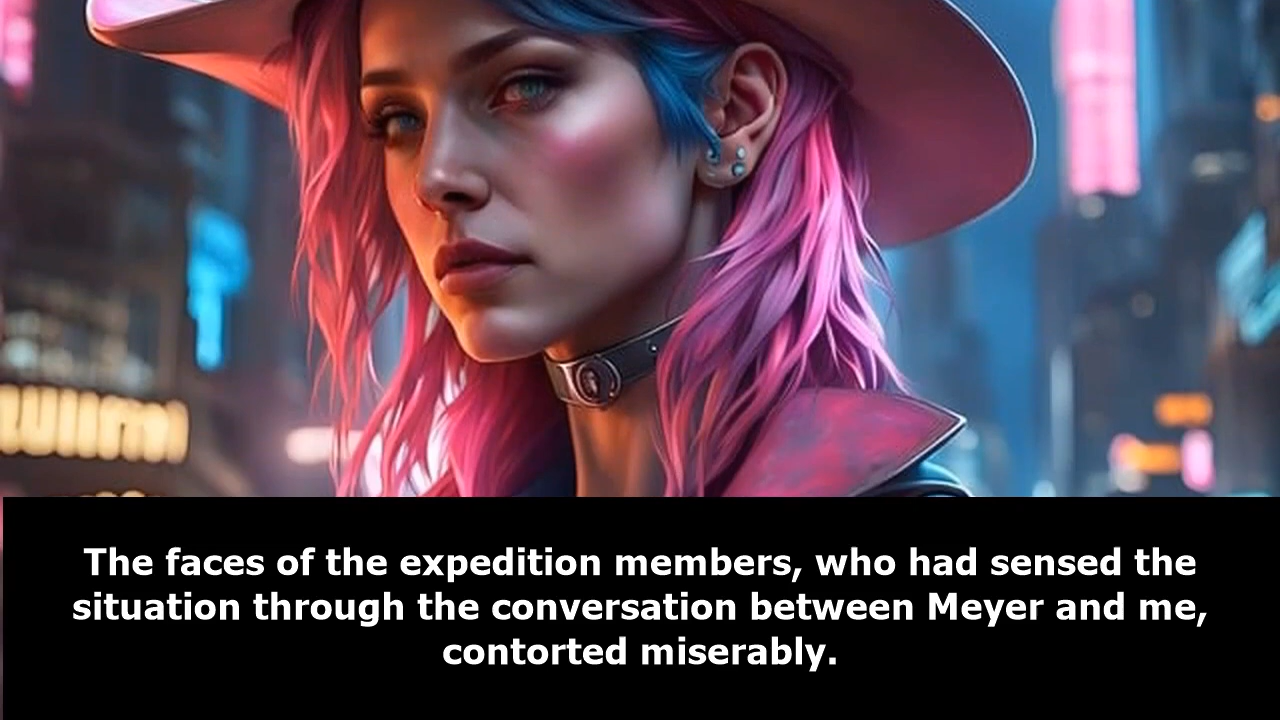 The faces of the expedition members, who had sensed the
situation through the conversation between Meyer and me,
contorted miserably.